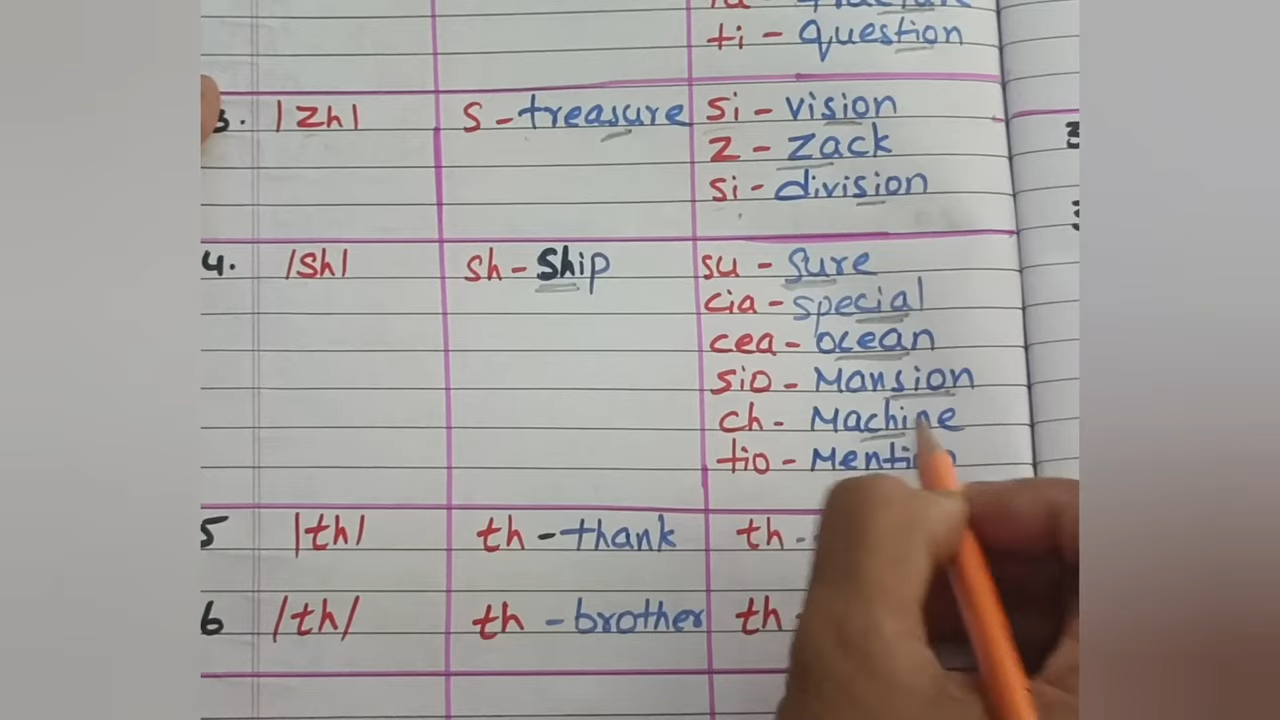 ti - question
3. /zh/ s - treasure si - vision
z - zack
si - division
4. /sh/ sh - ship su - sure
cia - special
cea - ocean
sio - Mansion
ch - Machine
tio - Mention
5 /th/ th - thank th -
6 /th/ th - brother th -